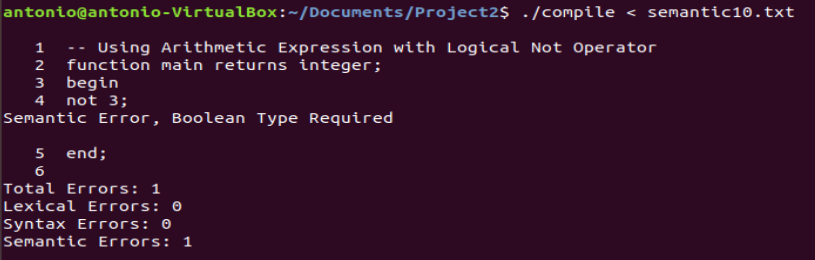 antonio@antonio-VirtualBox:~/Documents/Project2$ ./compile < semantic10.txt
1 -- Using Arithmetic Expression with Logical Not Operator
2 function main returns integer;
3 begin
4 not 3;
Semantic Error, Boolean Type Required
5 end;
6
Total Errors: 1
Lexical Errors: 0
Syntax Errors: 0
Semantic Errors: 1